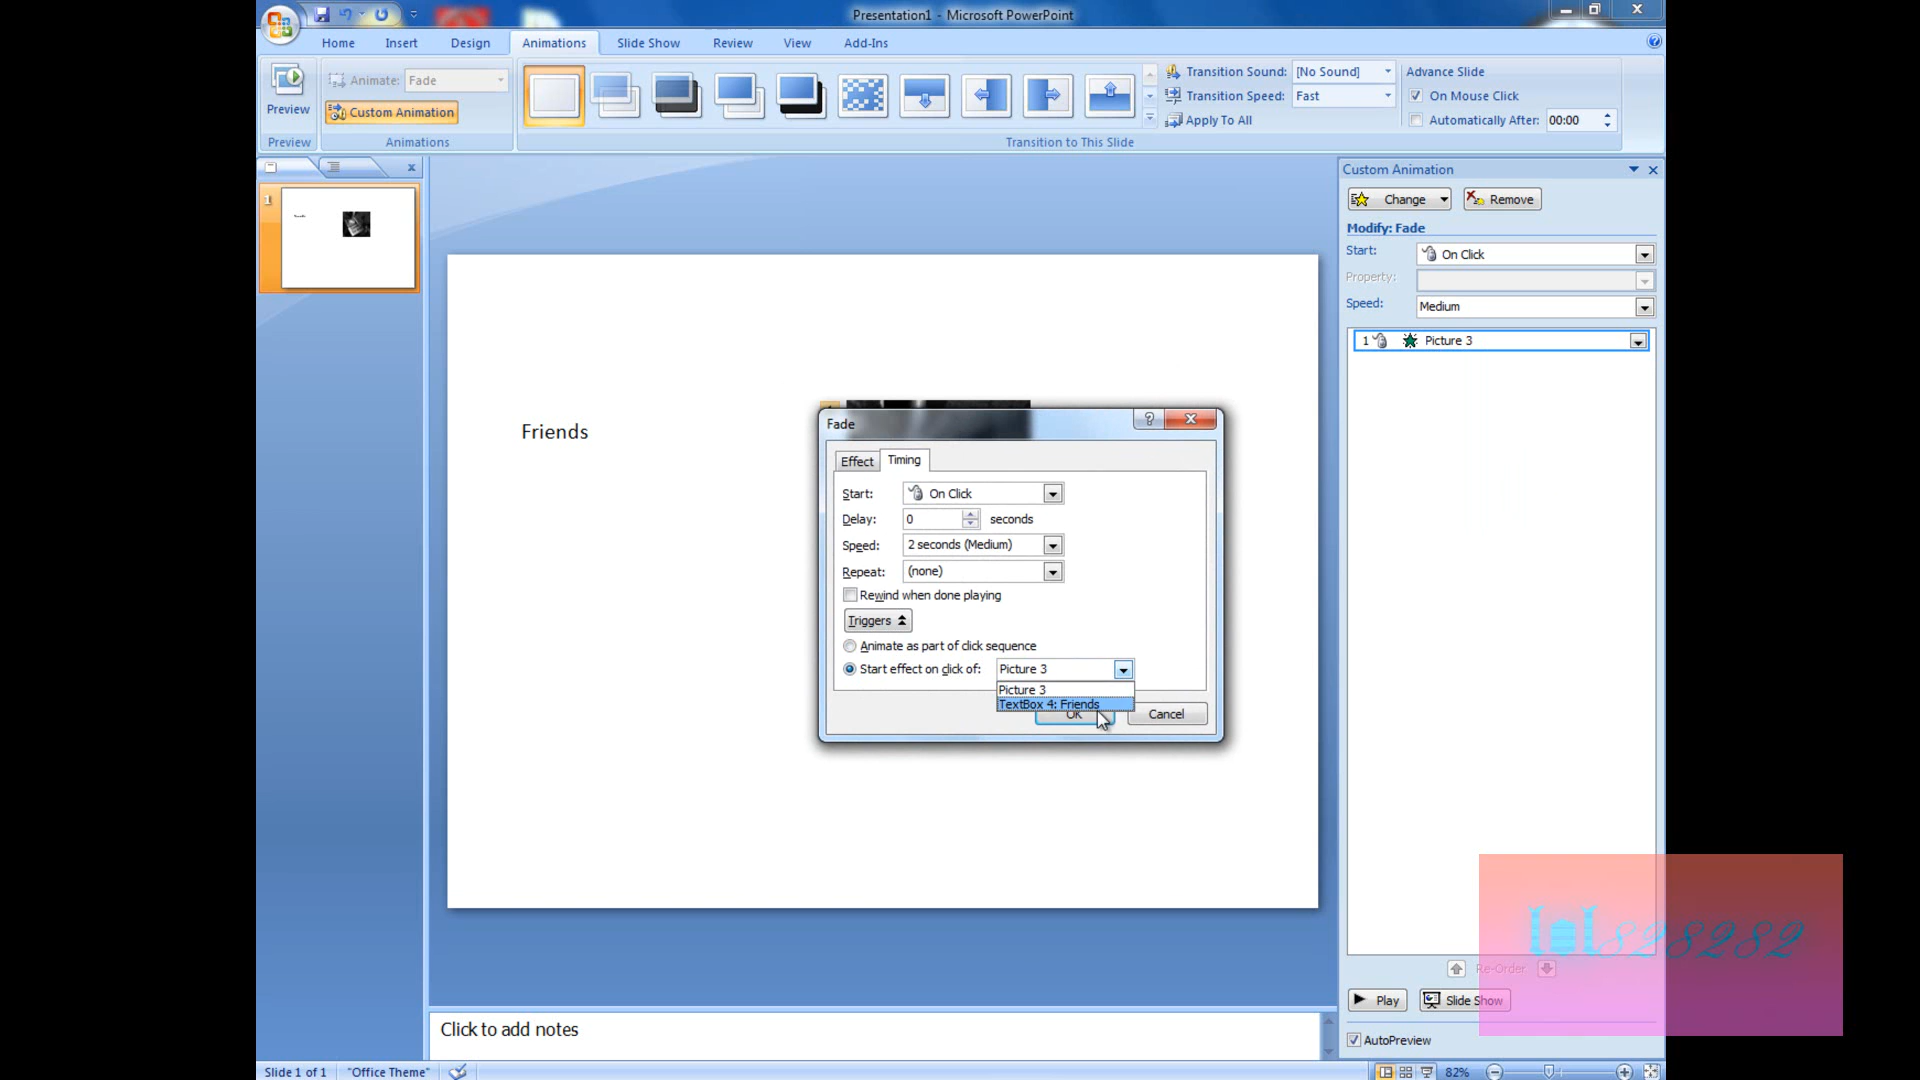 Presentation1 - Microsoft PowerPoint
Home Insert Design Animations Slide Show Review View Add-Ins
Preview
Preview
Animate: Fade
Custom Animation
Animations
Transition Sound: [No Sound]
Transition Speed: Fast
Apply To All
Transition to This Slide
Advance Slide
On Mouse Click
Automatically After: 00:00
1
Friends
Fade
Effect Timing
Start: On Click
Delay: 0 seconds
Speed: 2 seconds (Medium)
Repeat: (none)
Rewind when done playing
Triggers
Animate as part of click sequence
Start effect on click of: Picture 3
Picture 3
TextBox 4: Friends
OK Cancel
Custom Animation
Change Remove
Modify: Fade
Start: On Click
Property:
Speed: Medium
1 Picture 3
Re-Order
Play Slide Show
AutoPreview
lol828282
Click to add notes
Slide 1 of 1 "Office Theme" 82%